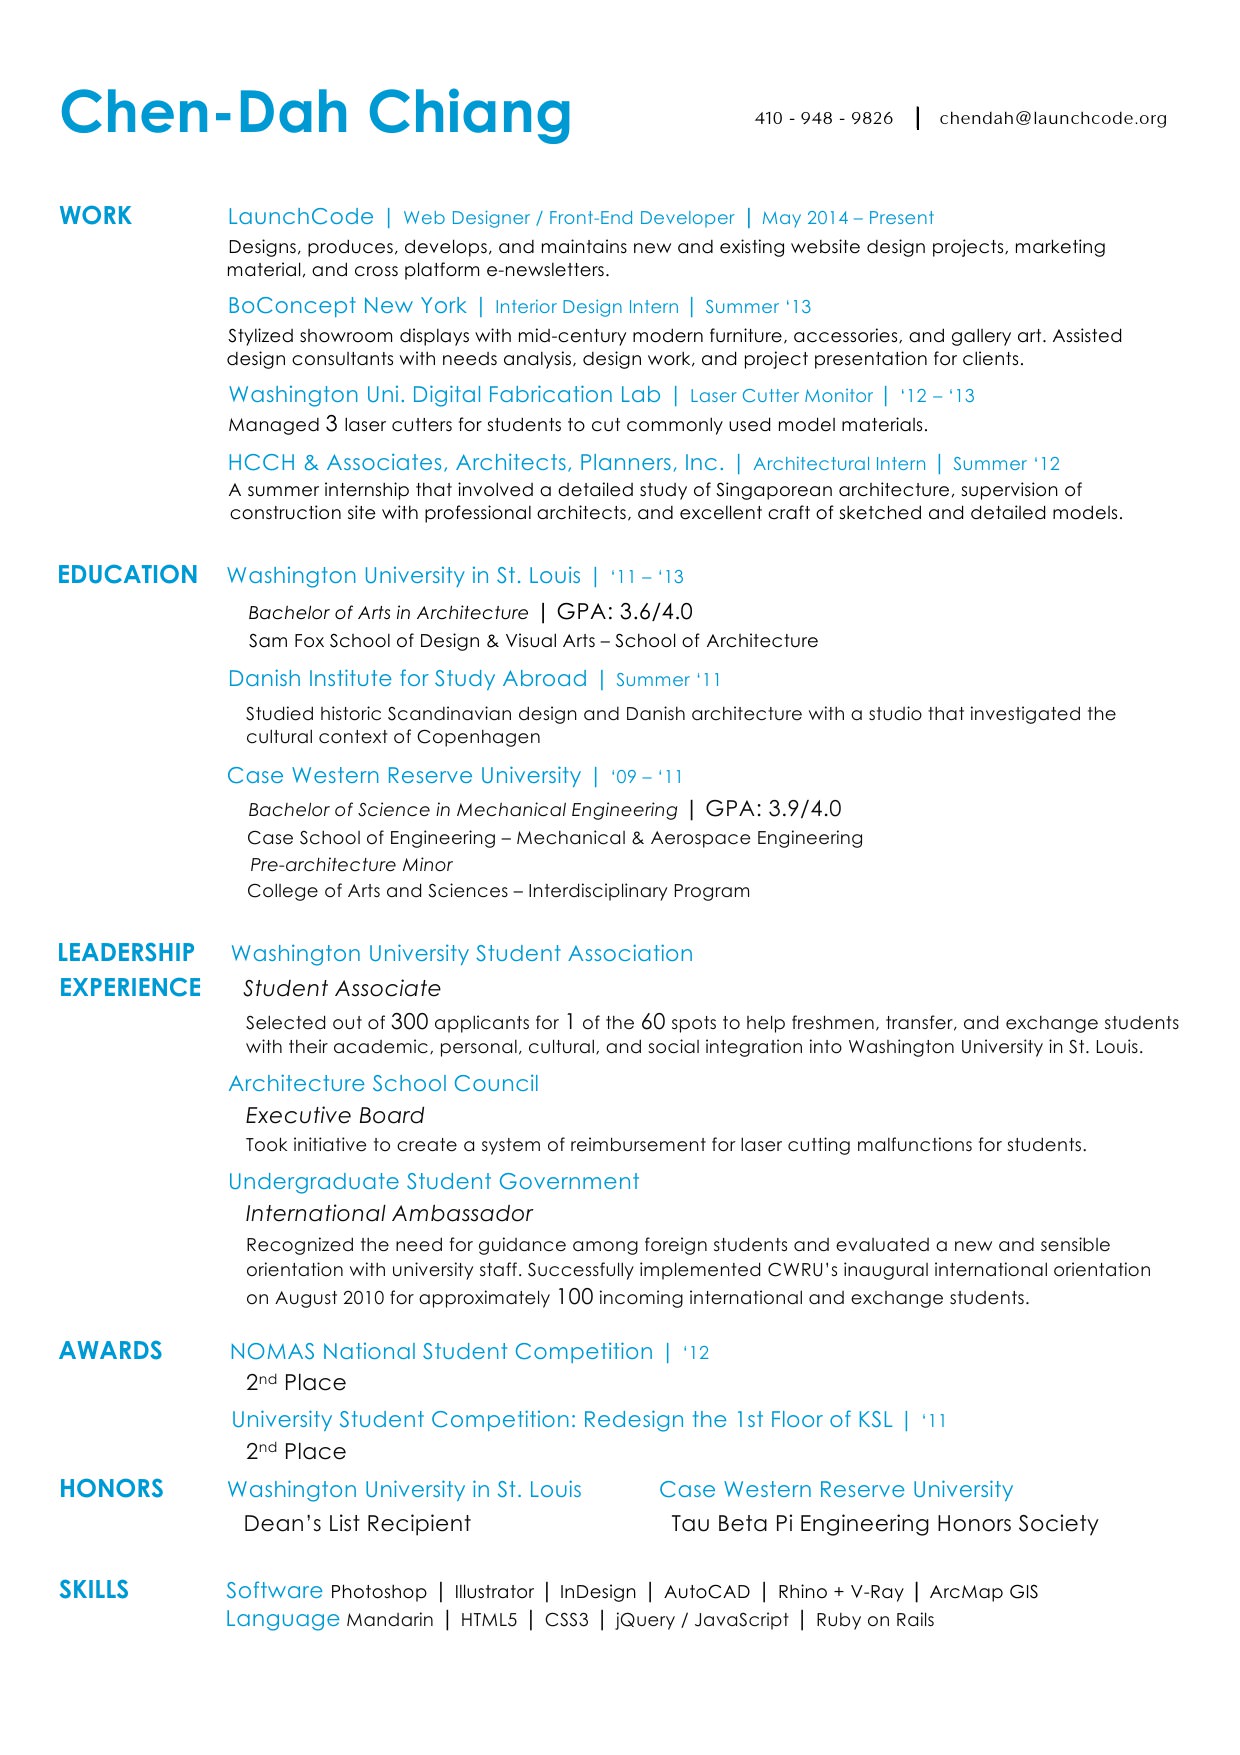 Chen-Dah Chiang
410 - 948 - 9826 | chendah@launchcode.org
WORK
LaunchCode | Web Designer / Front-End Developer | May 2014 – Present
Designs, produces, develops, and maintains new and existing website design projects, marketing
material, and cross platform e-newsletters.
BoConcept New York | Interior Design Intern | Summer ‘13
Stylized showroom displays with mid-century modern furniture, accessories, and gallery art. Assisted
design consultants with needs analysis, design work, and project presentation for clients.
Washington Uni. Digital Fabrication Lab | Laser Cutter Monitor | ‘12 – ‘13
Managed 3 laser cutters for students to cut commonly used model materials.
HCCH & Associates, Architects, Planners, Inc. | Architectural Intern | Summer ‘12
A summer internship that involved a detailed study of Singaporean architecture, supervision of
construction site with professional architects, and excellent craft of sketched and detailed models.
EDUCATION
Washington University in St. Louis | ‘11 – ‘13
Bachelor of Arts in Architecture | GPA: 3.6/4.0
Sam Fox School of Design & Visual Arts – School of Architecture
Danish Institute for Study Abroad | Summer ‘11
Studied historic Scandinavian design and Danish architecture with a studio that investigated the
cultural context of Copenhagen
Case Western Reserve University | ‘09 – ‘11
Bachelor of Science in Mechanical Engineering | GPA: 3.9/4.0
Case School of Engineering – Mechanical & Aerospace Engineering
Pre-architecture Minor
College of Arts and Sciences – Interdisciplinary Program
LEADERSHIP
EXPERIENCE
Washington University Student Association
Student Associate
Selected out of 300 applicants for 1 of the 60 spots to help freshmen, transfer, and exchange students
with their academic, personal, cultural, and social integration into Washington University in St. Louis.
Architecture School Council
Executive Board
Took initiative to create a system of reimbursement for laser cutting malfunctions for students.
Undergraduate Student Government
International Ambassador
Recognized the need for guidance among foreign students and evaluated a new and sensible
orientation with university staff. Successfully implemented CWRU’s inaugural international orientation
on August 2010 for approximately 100 incoming international and exchange students.
AWARDS
NOMAS National Student Competition | ‘12
2nd Place
University Student Competition: Redesign the 1st Floor of KSL | ‘11
2nd Place
HONORS
Washington University in St. Louis
Dean’s List Recipient
Case Western Reserve University
Tau Beta Pi Engineering Honors Society
SKILLS
Software Photoshop | Illustrator | InDesign | AutoCAD | Rhino + V-Ray | ArcMap GIS
Language Mandarin | HTML5 | CSS3 | jQuery / JavaScript | Ruby on Rails